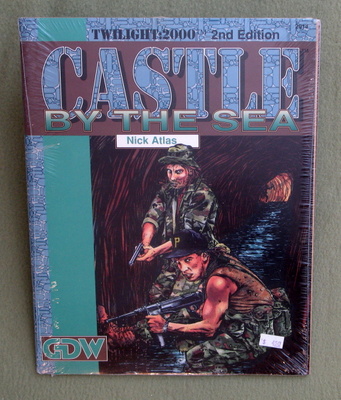 TWILIGHT:2000™ 2nd Edition
CASTLE
BY THE SEA
Nick Atlas
P
GDW